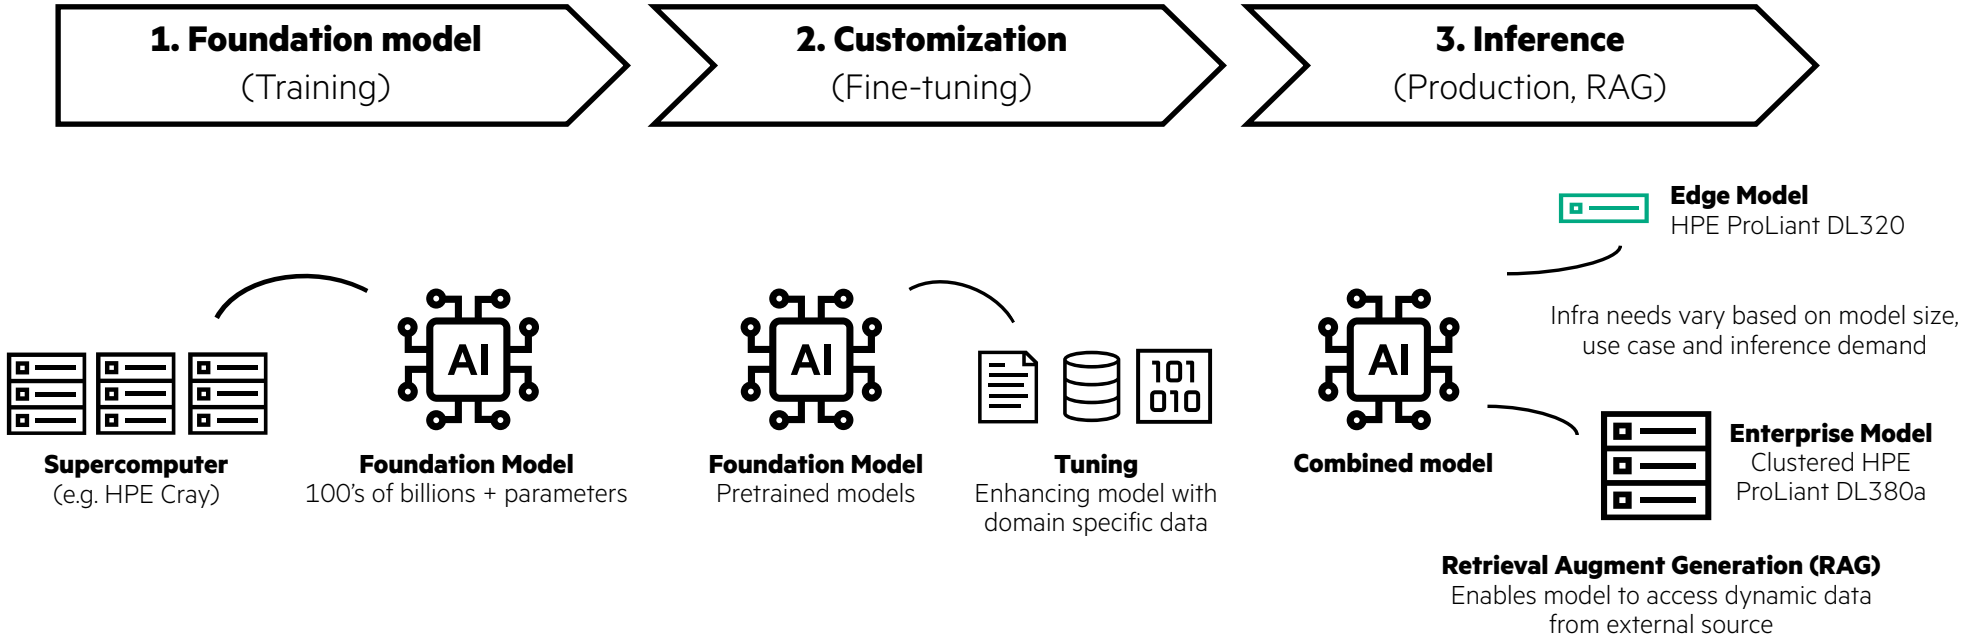 1. Foundation model
(Training)
2. Customization
(Fine-tuning)
3. Inference
(Production, RAG)
AI
Supercomputer
(e.g. HPE Cray)
Foundation Model
100's of billions + parameters
AI
Foundation Model
Pretrained models
101
010
Tuning
Enhancing model with
domain specific data
AI
Combined model
Edge Model
HPE ProLiant DL320
Infra needs vary based on model size,
use case and inference demand
Enterprise Model
Clustered HPE
ProLiant DL380a
Retrieval Augment Generation (RAG)
Enables model to access dynamic data
from external source